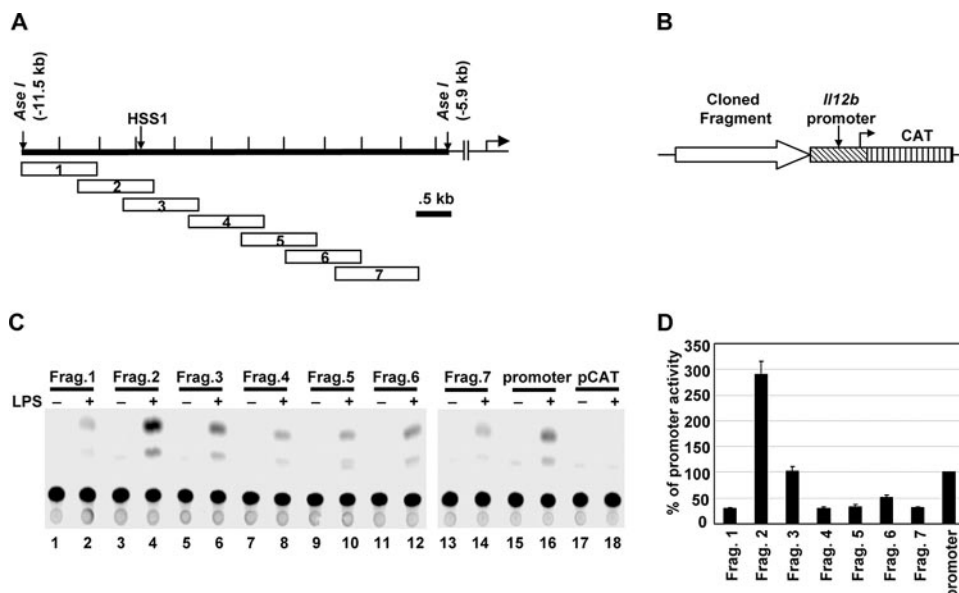 A
Ase I
(-11.5 kb)
HSS1
Ase I
(-5.9 kb)
1
2
3
4
5
6
7
.5 kb
B
Cloned
Fragment
Il12b
promoter
CAT
C
Frag.1 Frag.2 Frag.3 Frag.4 Frag.5 Frag.6 Frag.7 promoter pCAT
LPS – + – + – + – + – + – + – + – + – +
1 2 3 4 5 6 7 8 9 10 11 12 13 14 15 16 17 18
D
% of promoter activity
350
300
250
200
150
100
50
0
Frag. 1
Frag. 2
Frag. 3
Frag. 4
Frag. 5
Frag. 6
Frag. 7
promoter